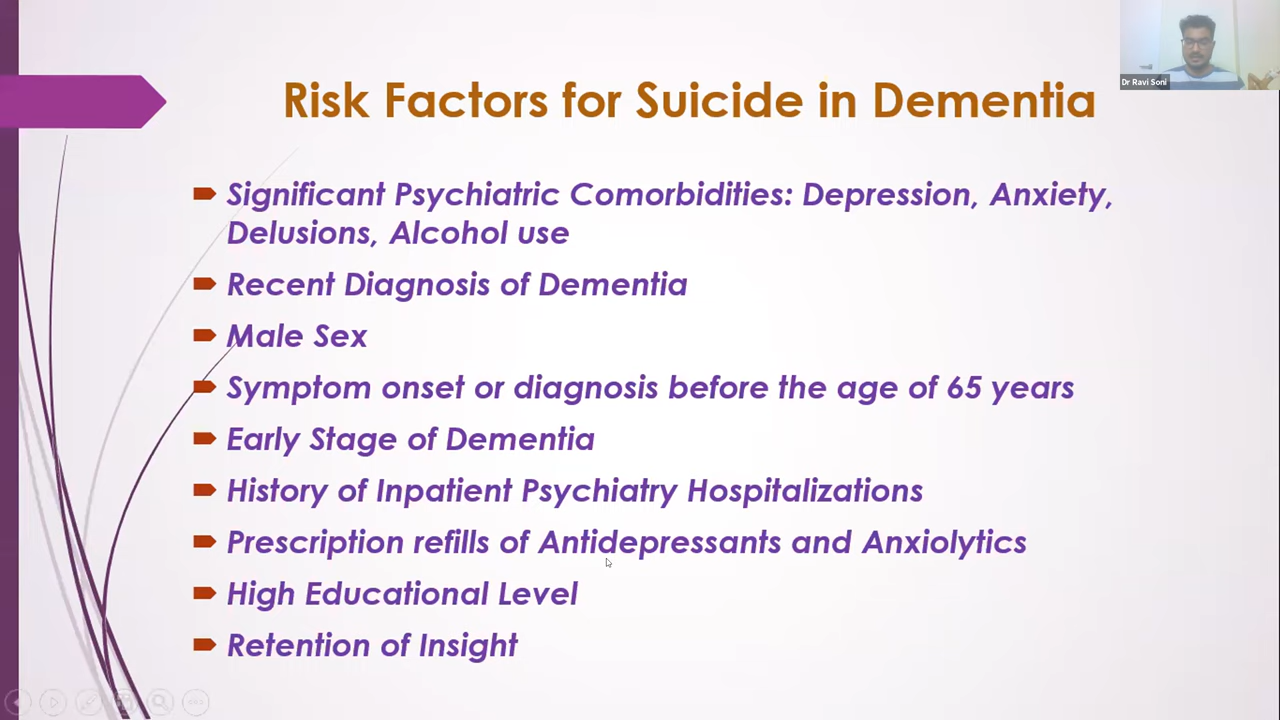 Dr Ravi Soni
Risk Factors for Suicide in Dementia
Significant Psychiatric Comorbidities: Depression, Anxiety,
Delusions, Alcohol use
Recent Diagnosis of Dementia
Male Sex
Symptom onset or diagnosis before the age of 65 years
Early Stage of Dementia
History of Inpatient Psychiatry Hospitalizations
Prescription refills of Antidepressants and Anxiolytics
High Educational Level
Retention of Insight